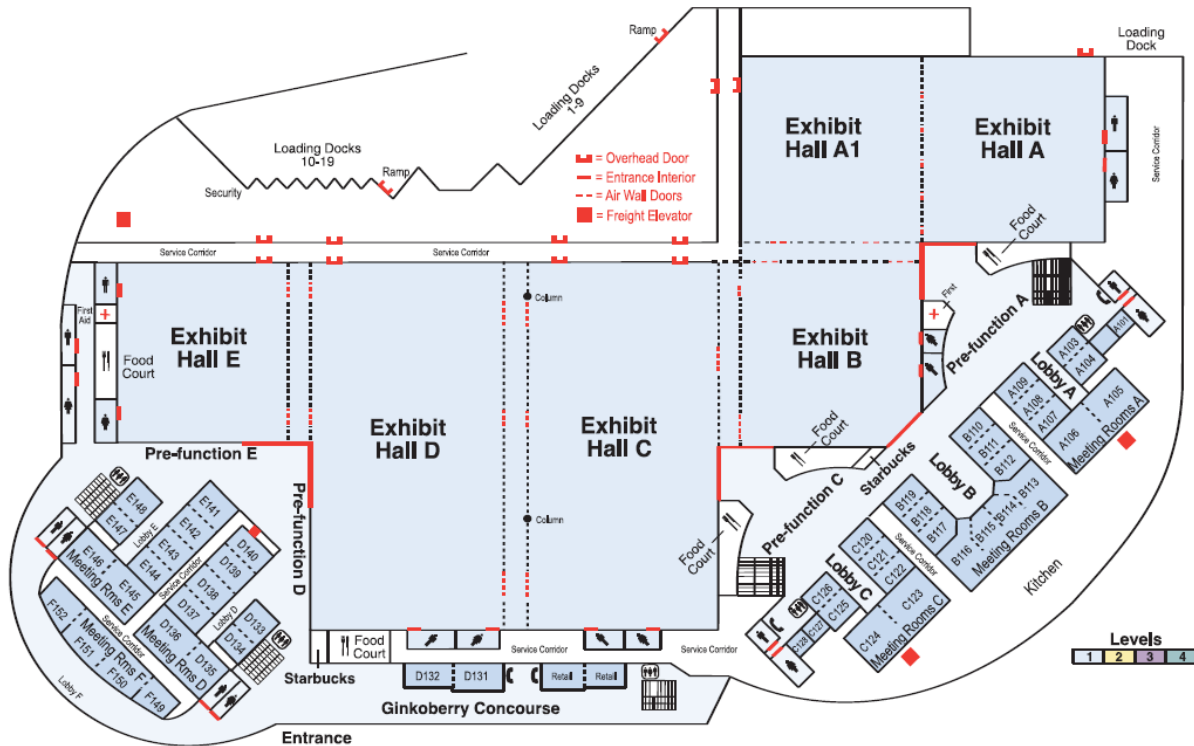 Ramp
Loading
Dock
Loading Docks
1-9
Exhibit
Hall A1
Exhibit
Hall A
Service Corridor
Loading Docks
10-19
Ramp
Security
= Overhead Door
= Entrance Interior
= Air Wall Doors
= Freight Elevator
Food
Court
Service Corridor
Service Corridor
First
Aid
Column
First
Exhibit
Hall E
Food
Court
Exhibit
Hall B
Pre-function A
A101
A103
A104
Lobby A
A105
A106
Meeting Rooms A
A109
A108
A107
Service Corridor
Exhibit
Hall D
Exhibit
Hall C
Food
Court
Starbucks
B110
B111
B112
Lobby B
B113
B114
B115
B116
Meeting Rooms B
B119
B118
B117
Service Corridor
Pre-function E
Pre-function D
Column
Food
Court
Pre-function C
C120
C121
C122
Lobby C
C123
C124
Meeting Rooms C
C126
C125
C127
C128
Kitchen
E148
E147
Lobby E
E141
E142
E143
E144
E146
E145
Meeting Rms E
Service Corridor
D140
D139
D138
D137
Lobby D
D133
D134
D136
D135
Meeting Rms D
Service Corridor
F152
F151
F150
F149
Meeting Rms F
Lobby F
Starbucks
Food
Court
Service Corridor
Service Corridor
D132
D131
Retail
Retail
Ginkoberry Concourse
Entrance
Levels
1
2
3
4